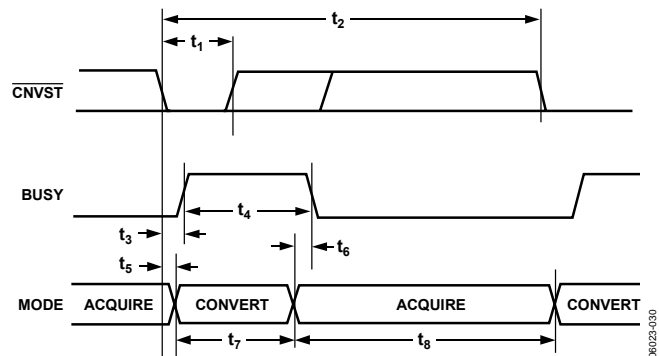 t2
t1
CNVST
BUSY
t4
t3
t6
t5
MODE ACQUIRE CONVERT ACQUIRE CONVERT
t7 t8
06023-030